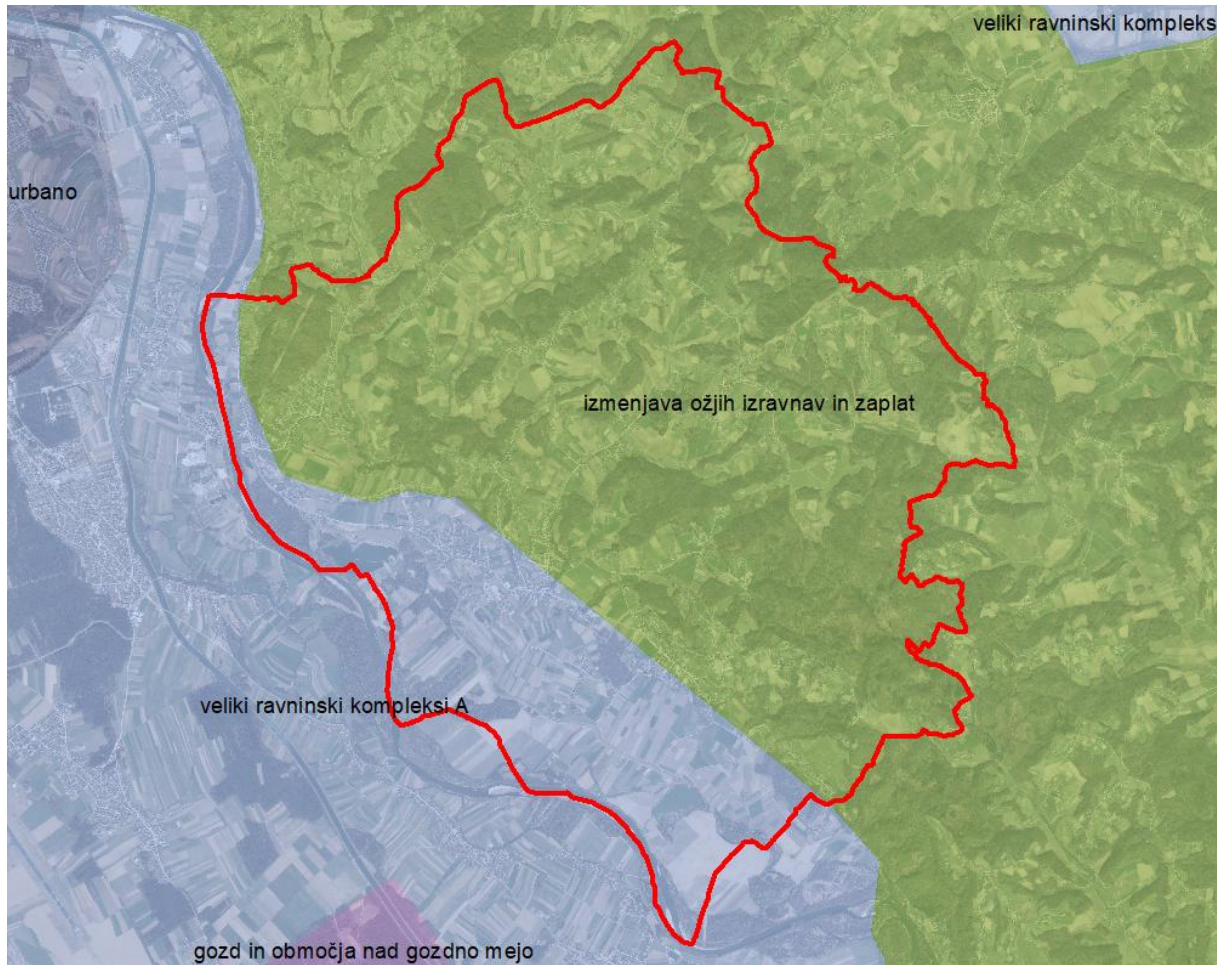 veliki ravninski kompleks
urbano
izmenjava ožjih izravnav in zaplat
veliki ravninski kompleksi A
gozd in območja nad gozdno mejo